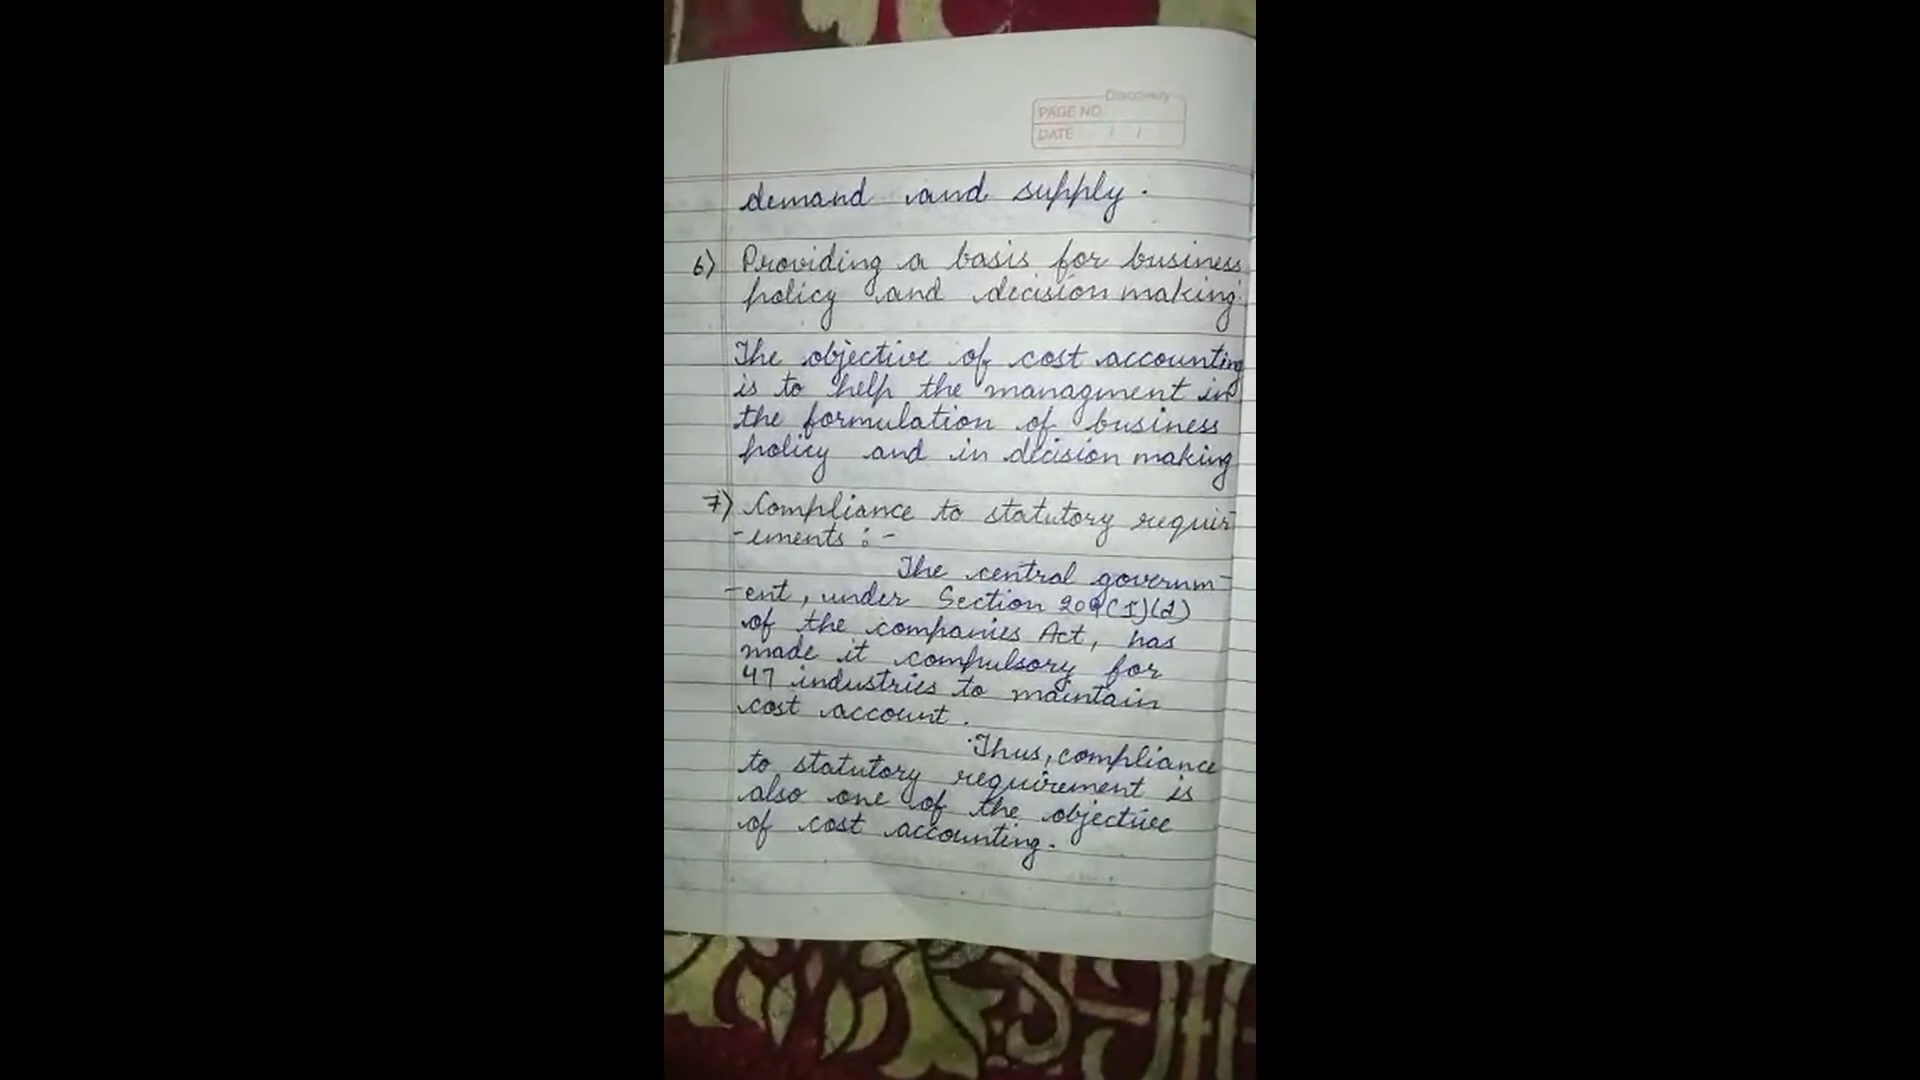 Discovery
PAGE NO
DATE / /
demand and supply.
6) Providing a basis for business
policy and decision making.
The objective of cost accounting
is to help the managment in
the formulation of business
policy and in decision making
7) Compliance to statutory requir
-ements :-
The central governm-
-ent, under Section 209(1)(d)
of the companies Act, has
made it compulsory for
47 industries to maintain
cost account.
Thus, compliance
to statutory requirement is
also one of the objective
of cost accounting.